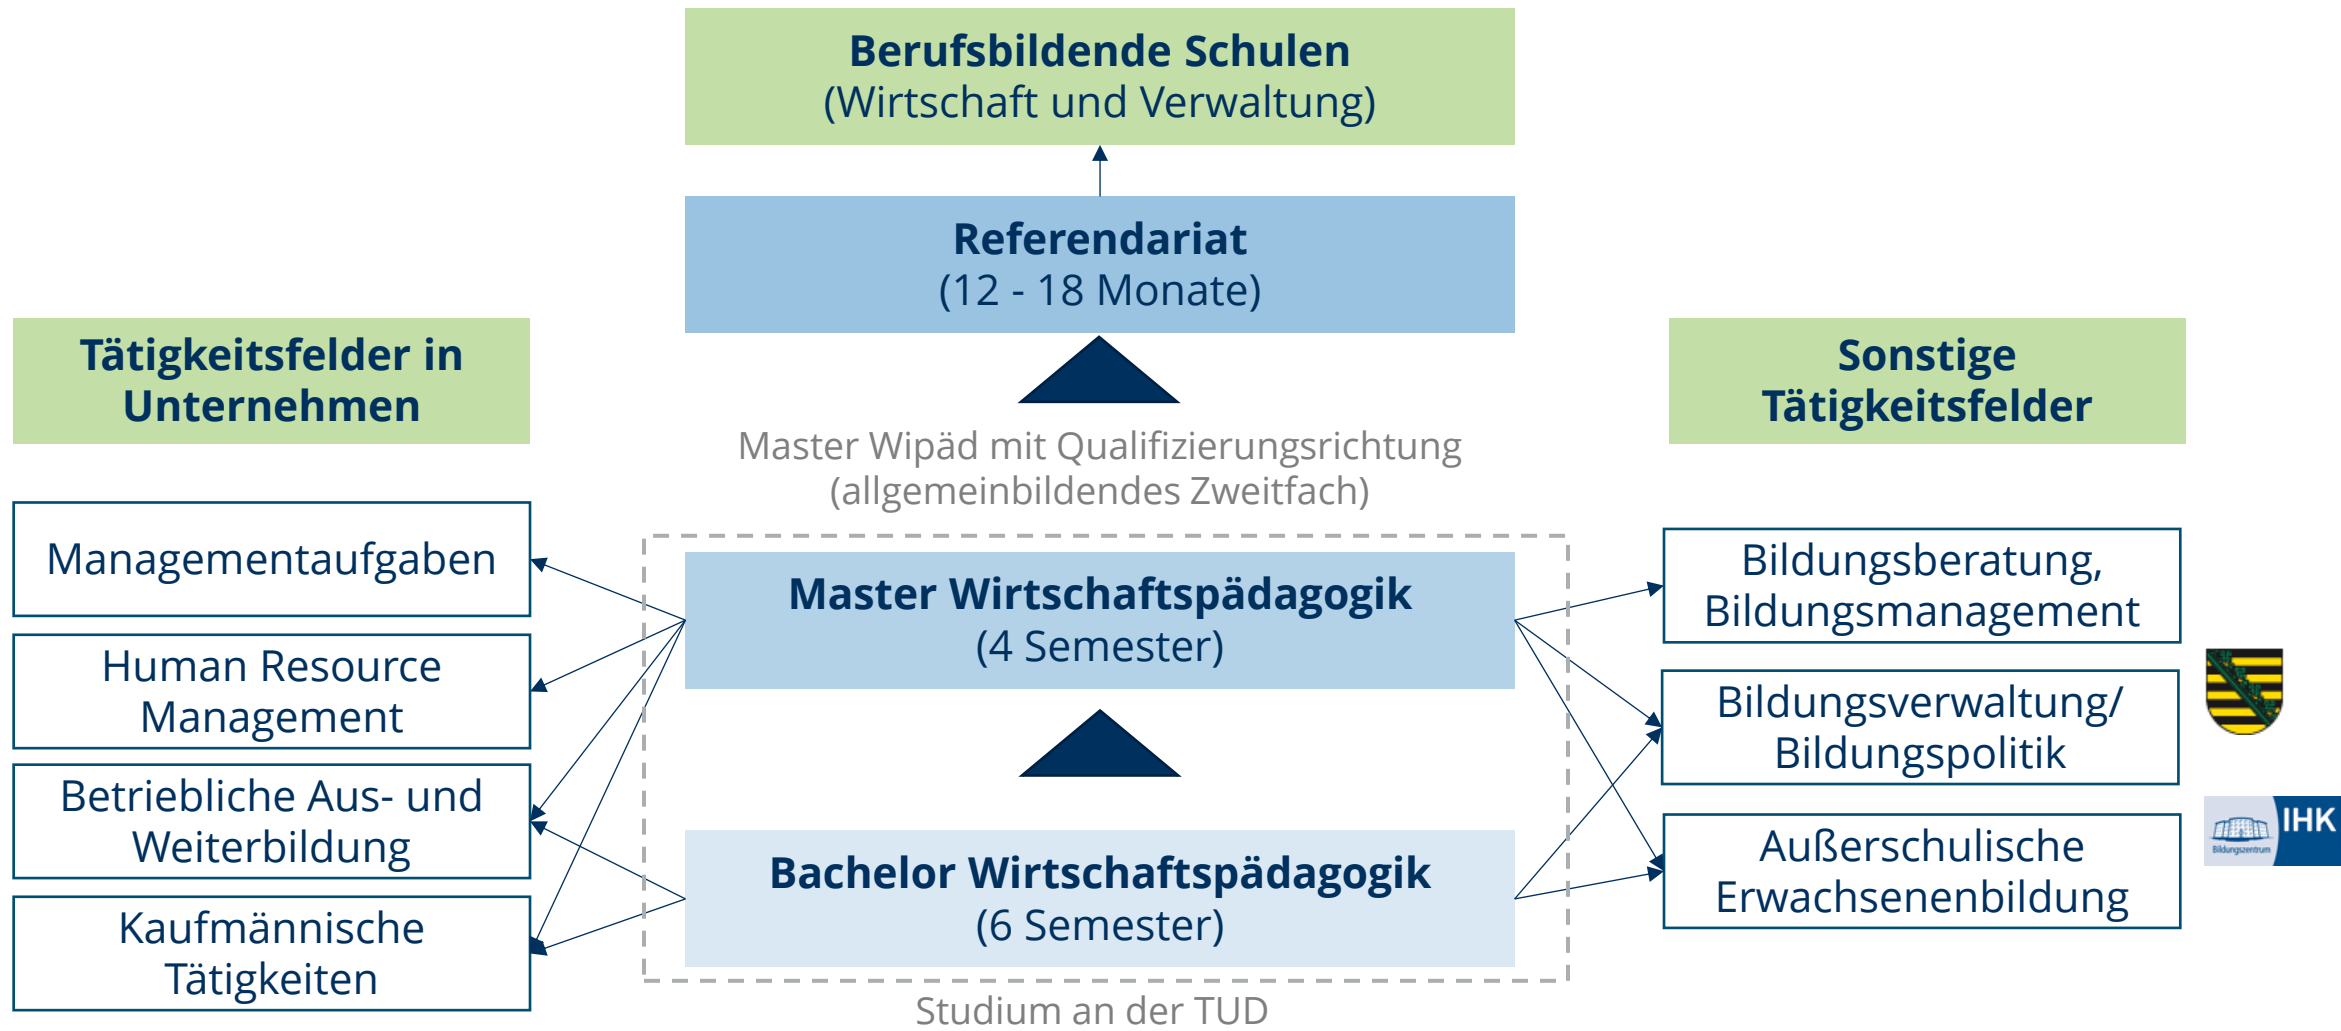 Berufsbildende Schulen
(Wirtschaft und Verwaltung)
Referendariat
(12 - 18 Monate)
Tätigkeitsfelder in
Unternehmen
Sonstige
Tätigkeitsfelder
Master Wipäd mit Qualifizierungsrichtung
(allgemeinbildendes Zweitfach)
Managementaufgaben
Human Resource
Management
Betriebliche Aus- und
Weiterbildung
Kaufmännische
Tätigkeiten
Master Wirtschaftspädagogik
(4 Semester)
Bachelor Wirtschaftspädagogik
(6 Semester)
Studium an der TUD
Bildungsberatung,
Bildungsmanagement
Bildungsverwaltung/
Bildungspolitik
Außerschulische
Erwachsenenbildung
IHK
Bildungszentrum